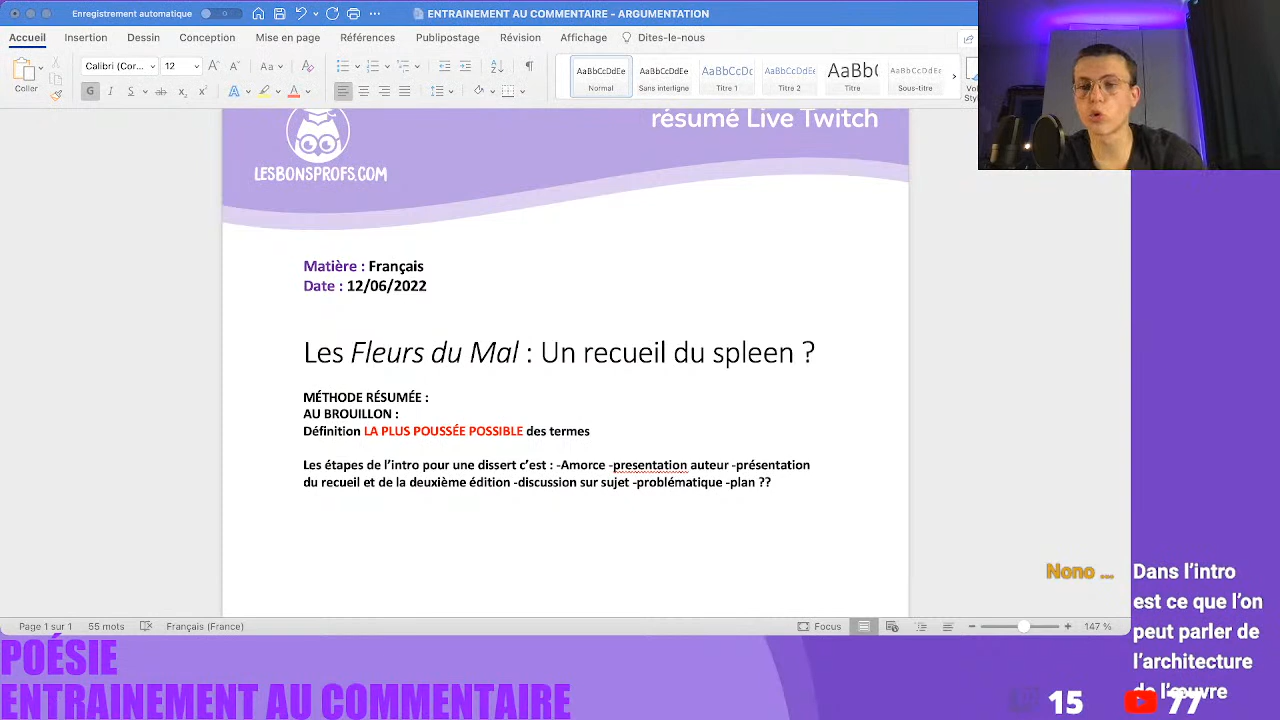 Enregistrement automatique
ENTRAINEMENT AU COMMENTAIRE - ARGUMENTATION
Accueil Insertion Dessin Conception Mise en page Références Publipostage Révision Affichage Dites-le-nous
Coller
Calibri (Cor... 12
AaBbCcDdEe AaBbCcDdEe AaBbCcDc AaBbCcDdEe AaBb( AaBbCcDdEe
Normal Sans interligne Titre 1 Titre 2 Titre Sous-titre
résumé Live Twitch
LESBONSPROFS.COM
Matière : Français
Date : 12/06/2022
Les Fleurs du Mal : Un recueil du spleen ?
MÉTHODE RÉSUMÉE :
AU BROUILLON :
Définition LA PLUS POUSSÉE POSSIBLE des termes
Les étapes de l’intro pour une dissert c’est : -Amorce -presentation auteur -présentation
du recueil et de la deuxième édition -discussion sur sujet -problématique -plan ??
Nono ... Dans l’intro
est ce que l’on
peut parler de
l’architecture
de l’œuvre
Page 1 sur 1 55 mots Français (France) Focus 147 %
POÉSIE
ENTRAINEMENT AU COMMENTAIRE
15 77